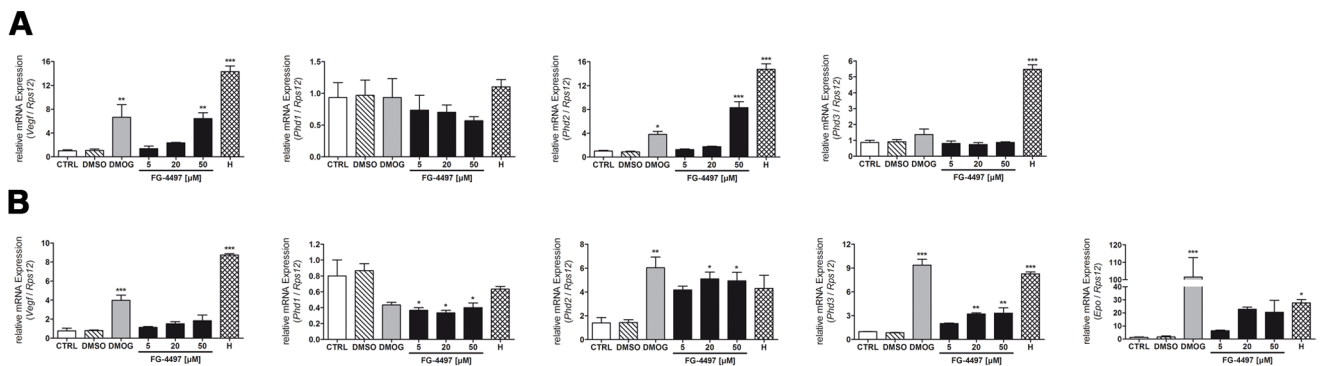 A
relative mRNA Expression
(Vegf / Rps12)
16
12
8
4
0
**
**
***
CTRL DMSO DMOG 5 20 50 H
FG-4497 [µM]
relative mRNA Expression
(Phd1 / Rps12)
1.5
1.0
0.5
0.0
CTRL DMSO DMOG 5 20 50 H
FG-4497 [µM]
relative mRNA Expression
(Phd2 / Rps12)
16
12
8
4
0
*
***
***
CTRL DMSO DMOG 5 20 50 H
FG-4497 [µM]
relative mRNA Expression
(Phd3 / Rps12)
6
5
4
3
2
1
0
***
CTRL DMSO DMOG 5 20 50 H
FG-4497 [µM]
B
relative mRNA Expression
(Vegf / Rps12)
10
8
6
4
2
0
***
***
CTRL DMSO DMOG 5 20 50 H
FG-4497 [µM]
relative mRNA Expression
(Phd1 / Rps12)
1.2
1.0
0.8
0.6
0.4
0.2
0.0
* * *
CTRL DMSO DMOG 5 20 50 H
FG-4497 [µM]
relative mRNA Expression
(Phd2 / Rps12)
8
6
4
2
0
**
* *
CTRL DMSO DMOG 5 20 50 H
FG-4497 [µM]
relative mRNA Expression
(Phd3 / Rps12)
12
9
6
3
0
***
** **
***
CTRL DMSO DMOG 5 20 50 H
FG-4497 [µM]
relative mRNA Expression
(Epo / Rps12)
120
110
100
40
30
20
10
0
***
*
CTRL DMSO DMOG 5 20 50 H
FG-4497 [µM]